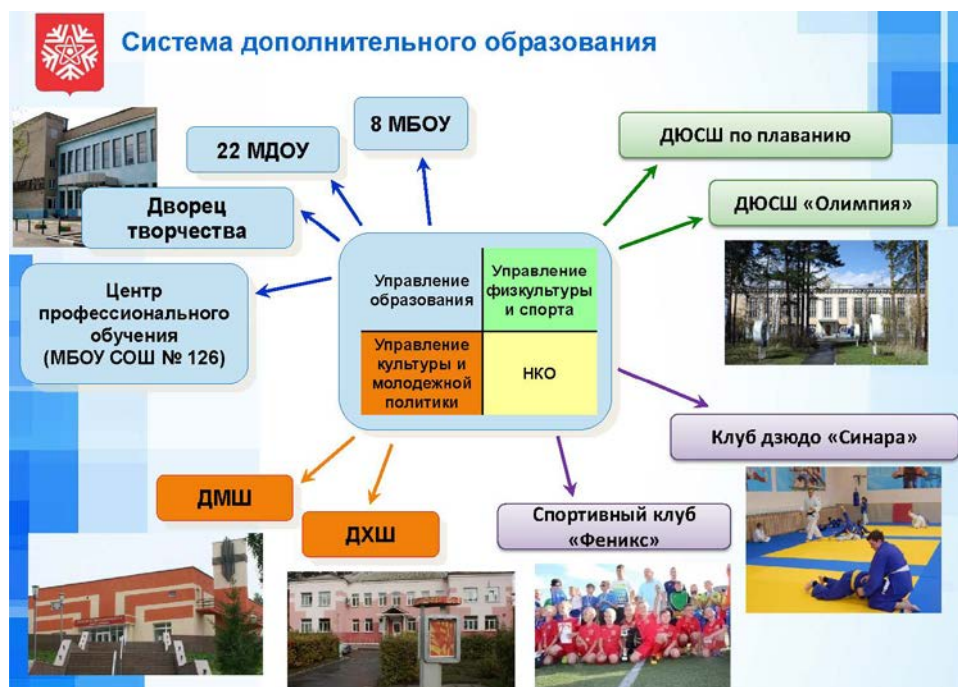 Система дополнительного образования
8 МБОУ
22 МДОУ
Дворец
творчества
Центр
профессионального
обучения
(МБОУ СОШ № 126)
ДЮСШ по плаванию
ДЮСШ «Олимпия»
Управление
образования
Управление
физкультуры
и спорта
Управление
культуры и
молодежной
политики
НКО
Клуб дзюдо «Синара»
Спортивный клуб
«Феникс»
ДМШ
ДХШ